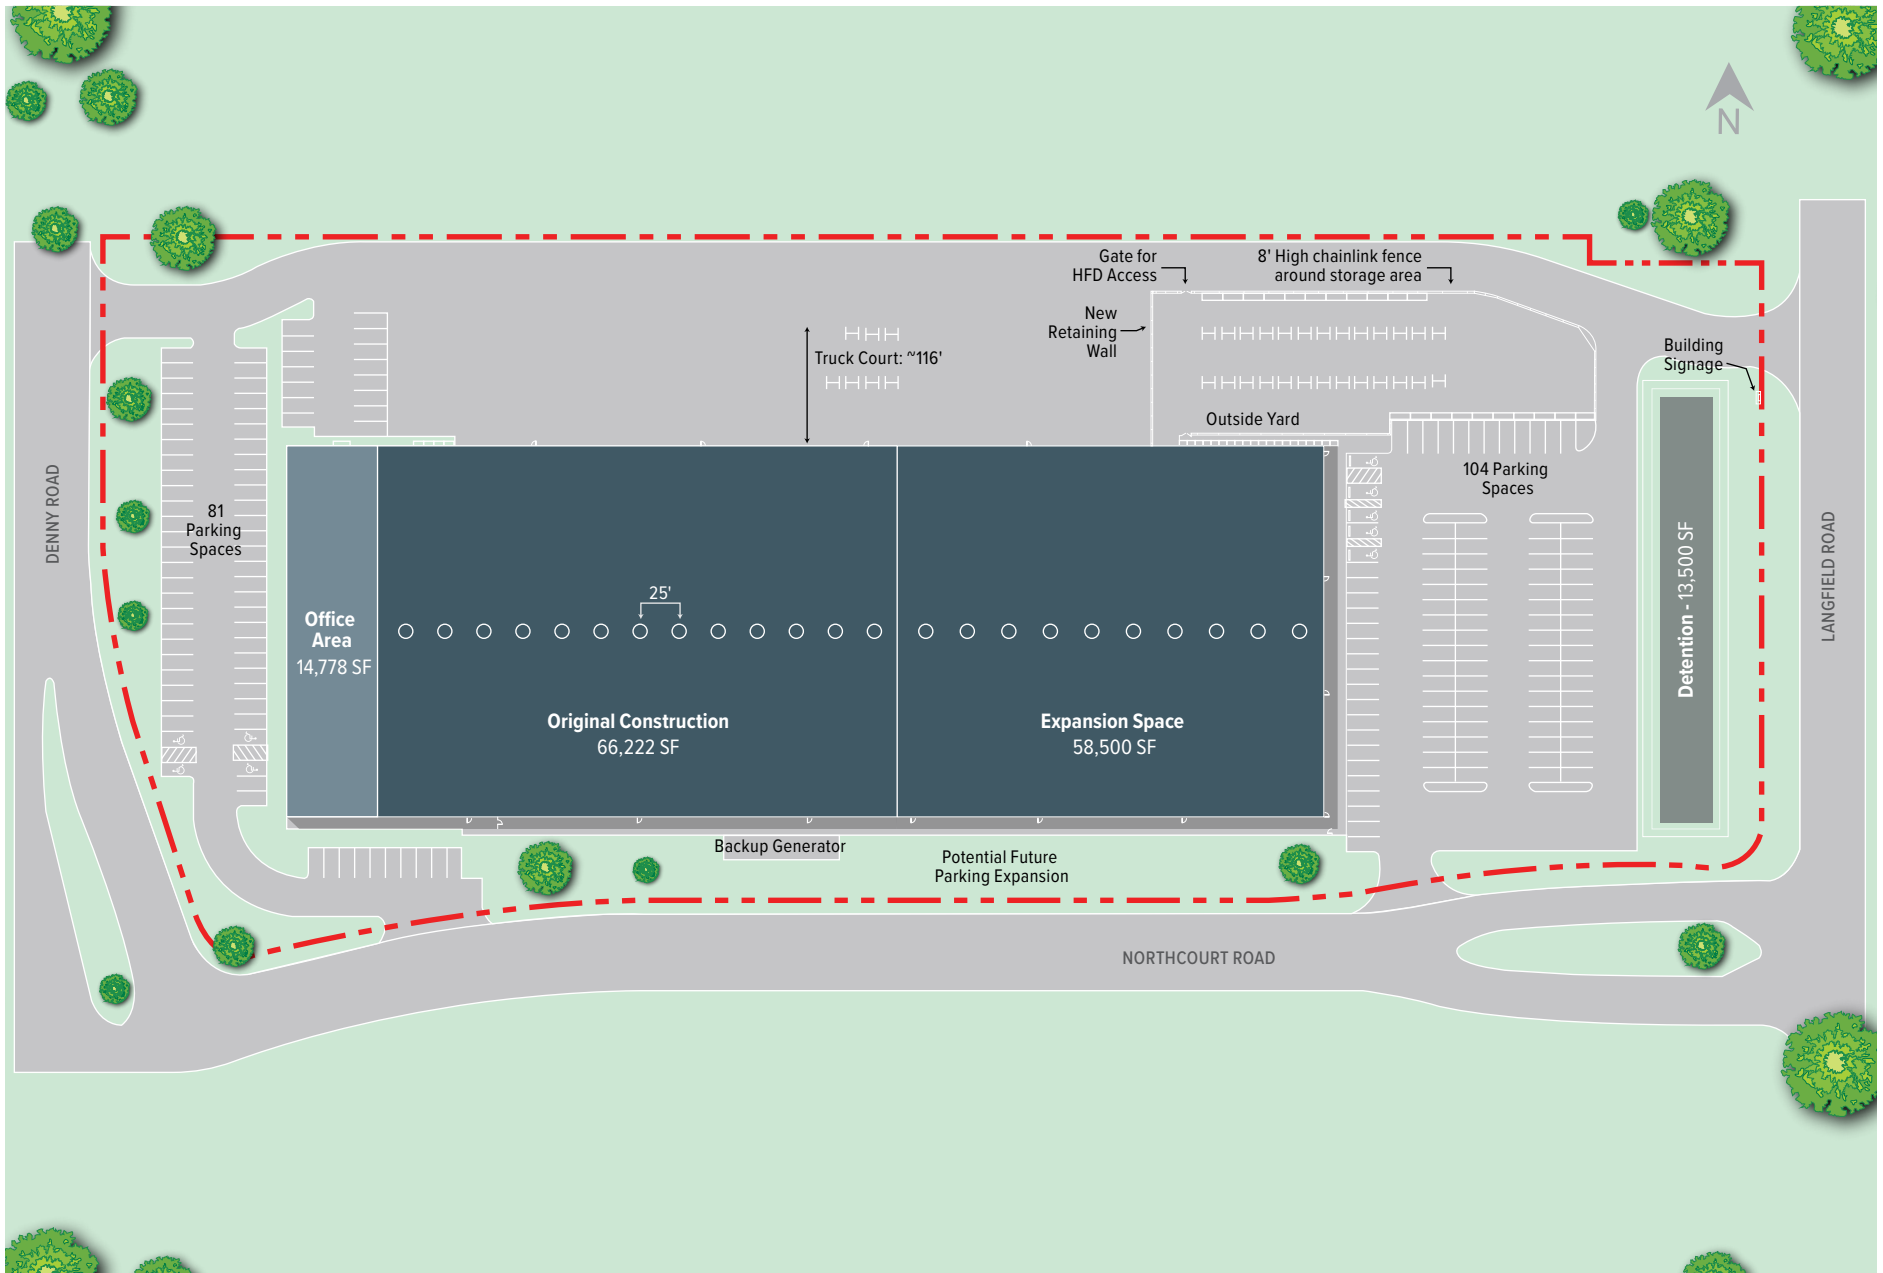 N
Gate for
HFD Access
8' High chainlink fence
around storage area
New
Retaining
Wall
Truck Court: ~116'
Building
Signage
Outside Yard
104 Parking
Spaces
DENNY ROAD
81
Parking
Spaces
LANGFIELD ROAD
Detention - 13,500 SF
25'
Office
Area
14,778 SF
Original Construction
66,222 SF
Expansion Space
58,500 SF
Backup Generator
Potential Future
Parking Expansion
NORTHCOURT ROAD